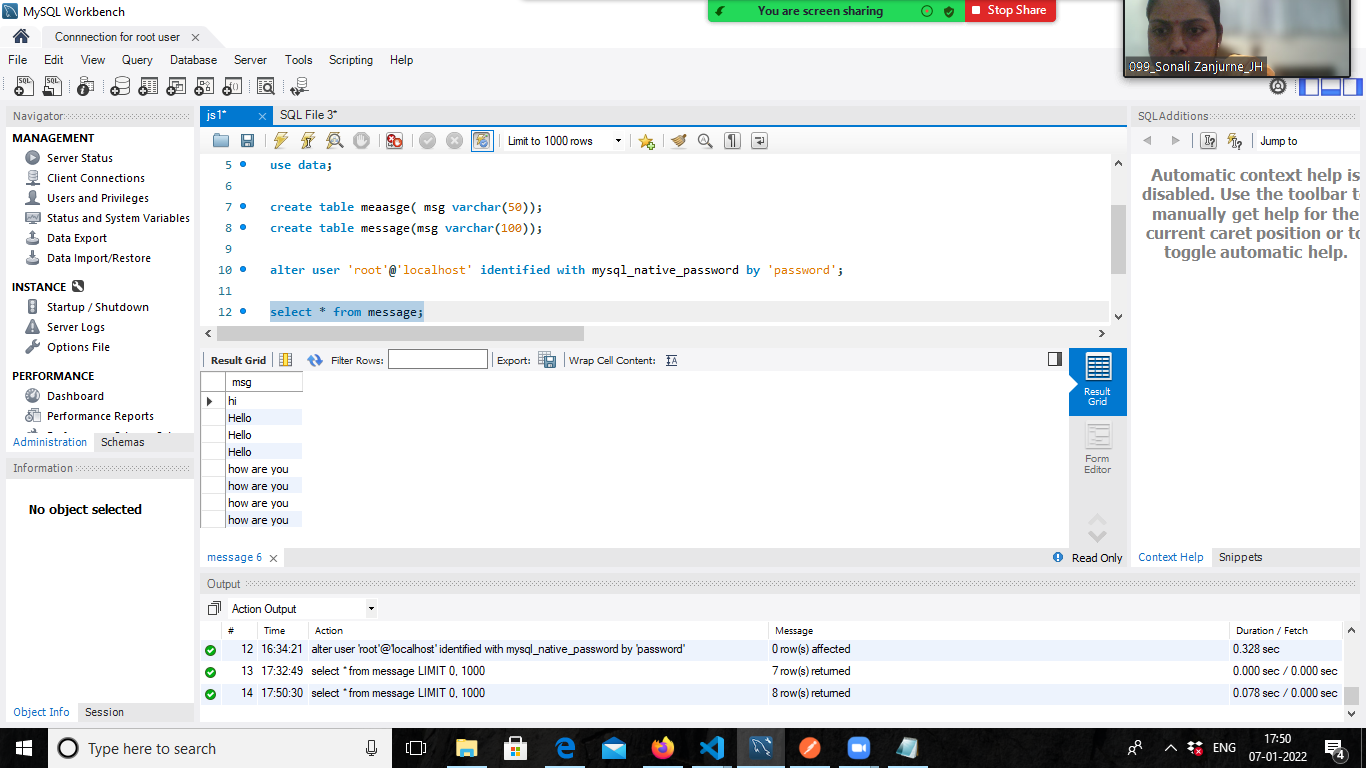 MySQL Workbench
You are screen sharing
Stop Share
099_Sonali Zanjurne_JH
Connnection for root user
File Edit View Query Database Server Tools Scripting Help
Navigator
MANAGEMENT
Server Status
Client Connections
Users and Privileges
Status and System Variables
Data Export
Data Import/Restore
INSTANCE
Startup / Shutdown
Server Logs
Options File
PERFORMANCE
Dashboard
Performance Reports
Administration Schemas
Information
No object selected
Object Info Session
js1* SQL File 3*
Limit to 1000 rows
5 use data;
6
7 create table meaasge( msg varchar(50));
8 create table message(msg varchar(100));
9
10 alter user 'root'@'localhost' identified with mysql_native_password by 'password';
11
12 select * from message;
Result Grid Filter Rows: Export: Wrap Cell Content:
msg
hi
Hello
Hello
Hello
how are you
how are you
how are you
how are you
Result
Grid
Form
Editor
message 6
Read Only
SQLAdditions
Jump to
Automatic context help is
disabled. Use the toolbar t
manually get help for the
current caret position or to
toggle automatic help.
Context Help Snippets
Output
Action Output
# Time Action Message Duration / Fetch
12 16:34:21 alter user 'root'@'localhost' identified with mysql_native_password by 'password' 0 row(s) affected 0.328 sec
13 17:32:49 select * from message LIMIT 0, 1000 7 row(s) returned 0.000 sec / 0.000 sec
14 17:50:30 select * from message LIMIT 0, 1000 8 row(s) returned 0.078 sec / 0.000 sec
Type here to search
ENG
17:50
07-01-2022
4